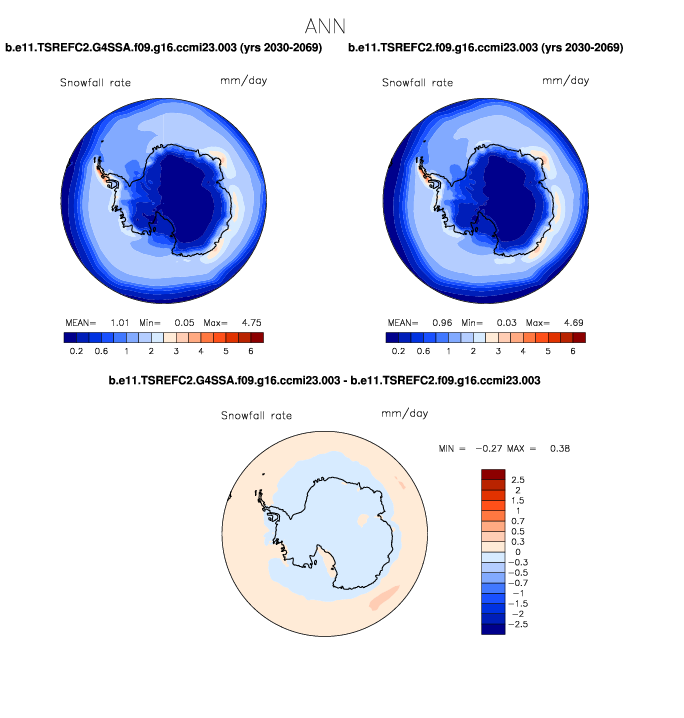 ANN
b.e11.TSREFC2.G4SSA.f09.g16.ccmi23.003 (yrs 2030-2069) b.e11.TSREFC2.f09.g16.ccmi23.003 (yrs 2030-2069)
Snowfall rate mm/day Snowfall rate mm/day
MEAN= 1.01 Min= 0.05 Max= 4.75 MEAN= 0.96 Min= 0.03 Max= 4.69
0.2 0.6 1 2 3 4 5 6 0.2 0.6 1 2 3 4 5 6
b.e11.TSREFC2.G4SSA.f09.g16.ccmi23.003 - b.e11.TSREFC2.f09.g16.ccmi23.003
Snowfall rate mm/day
MIN = -0.27 MAX = 0.38
2.5
2
1.5
1
0.7
0.5
0.3
0
-0.3
-0.5
-0.7
-1
-1.5
-2
-2.5